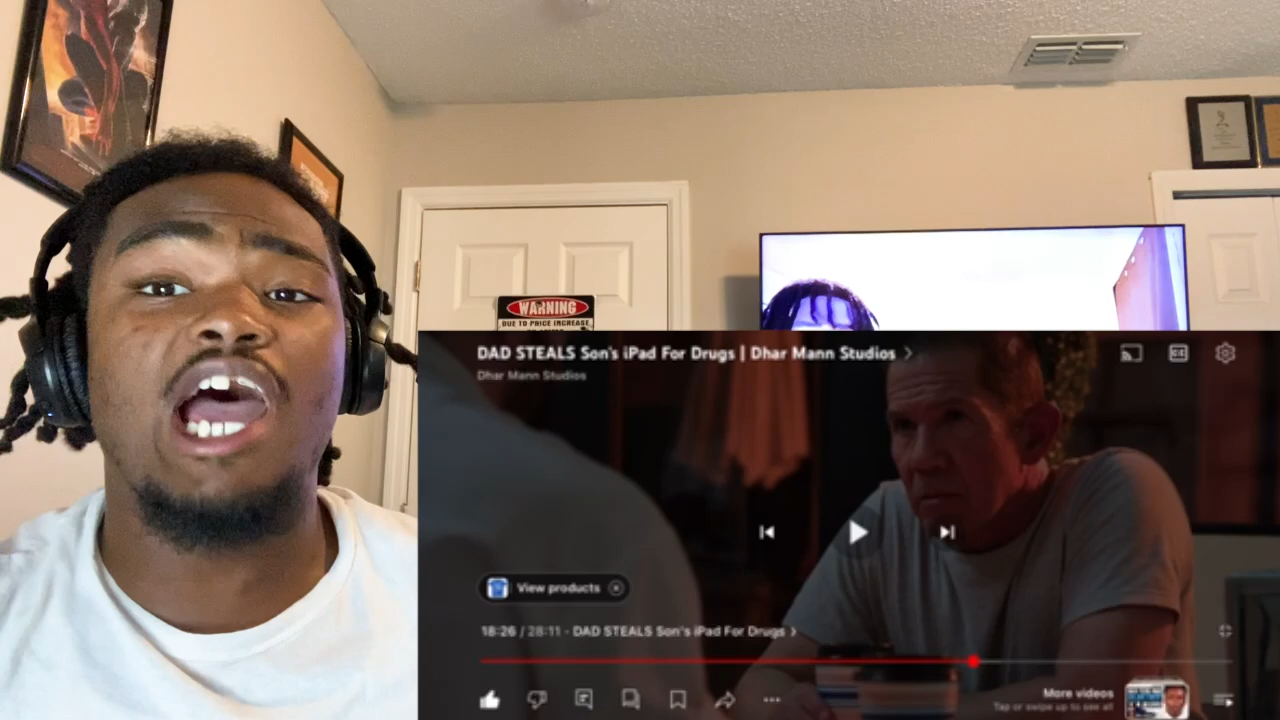 WARNING
DUE TO PRICE INCREASE
DAD STEALS Son's iPad For Drugs | Dhar Mann Studios
Dhar Mann Studios
CC
View products
18:26 / 28:11 · DAD STEALS Son's iPad For Drugs
More videos
Tap or swipe up to see all